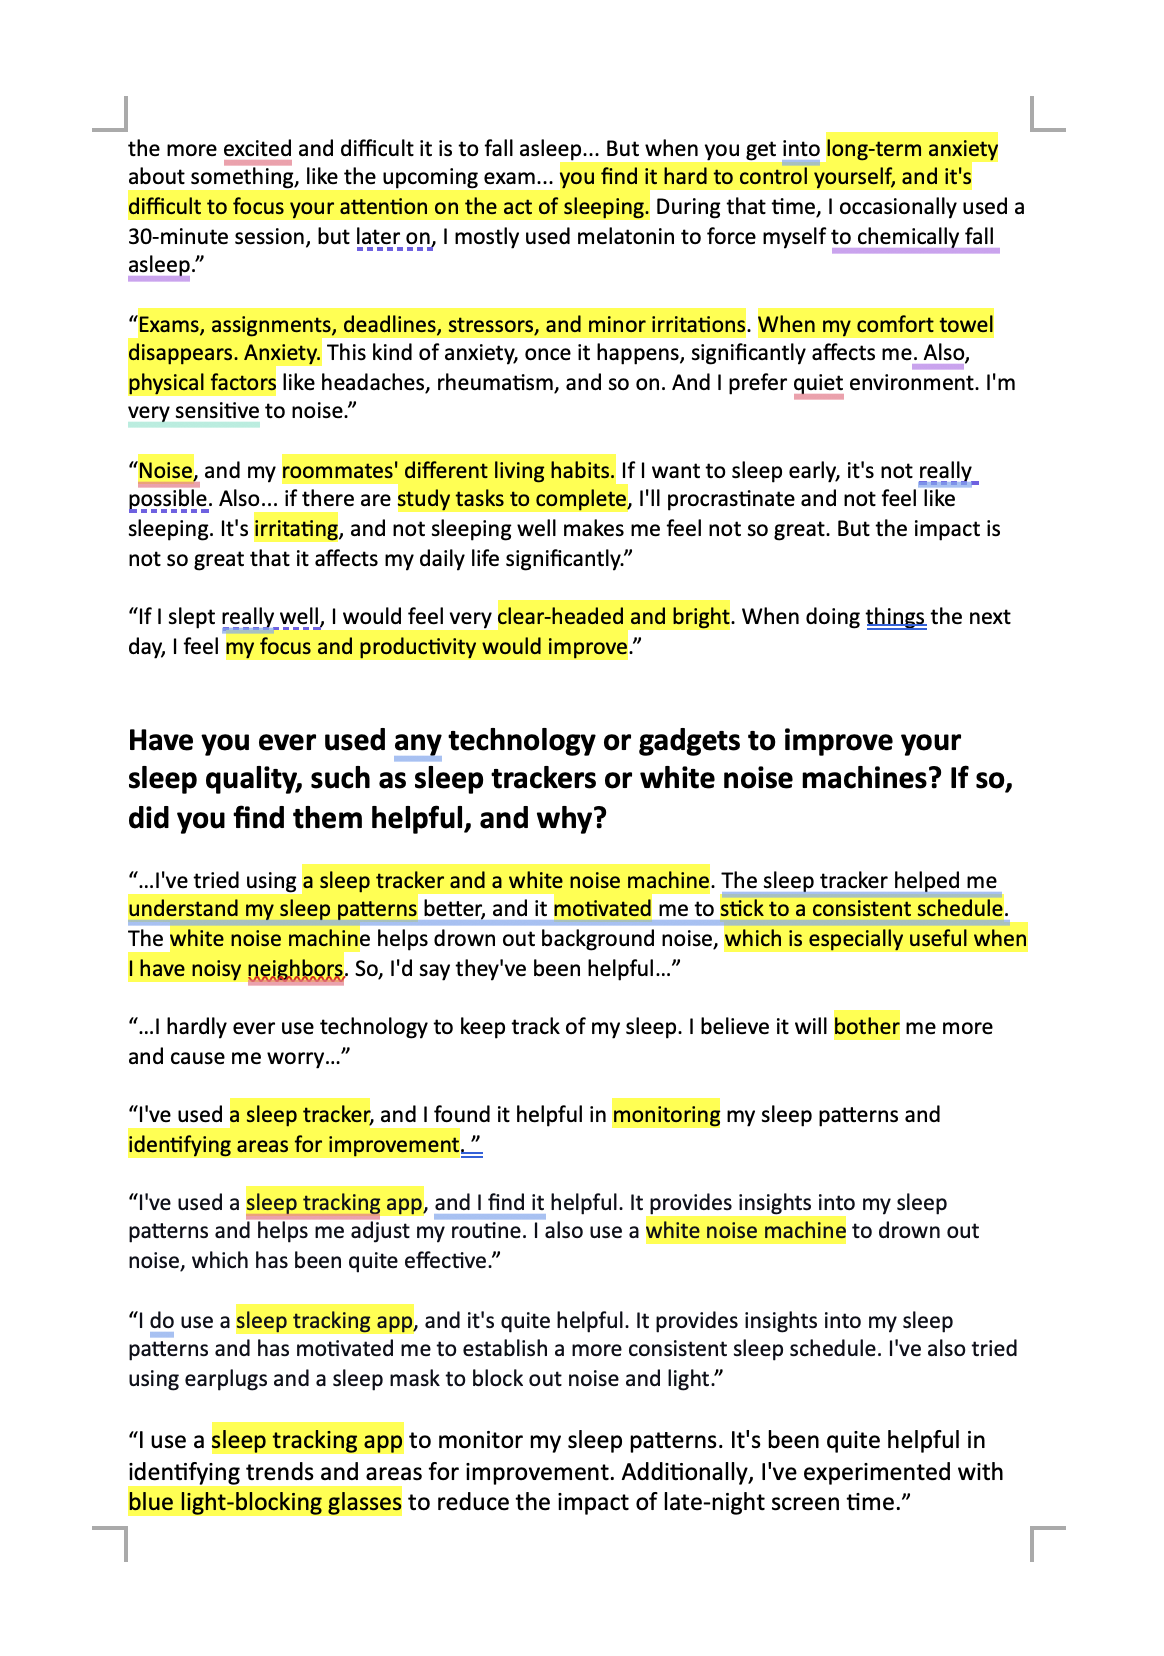 the more excited and difficult it is to fall asleep... But when you get into long-term anxiety
about something, like the upcoming exam... you find it hard to control yourself, and it's
difficult to focus your attention on the act of sleeping. During that time, I occasionally used a
30-minute session, but later on, I mostly used melatonin to force myself to chemically fall
asleep.”
“Exams, assignments, deadlines, stressors, and minor irritations. When my comfort towel
disappears. Anxiety. This kind of anxiety, once it happens, significantly affects me. Also,
physical factors like headaches, rheumatism, and so on. And I prefer quiet environment. I'm
very sensitive to noise.”
“Noise, and my roommates' different living habits. If I want to sleep early, it's not really
possible. Also... if there are study tasks to complete, I'll procrastinate and not feel like
sleeping. It's irritating, and not sleeping well makes me feel not so great. But the impact is
not so great that it affects my daily life significantly.”
“If I slept really well, I would feel very clear-headed and bright. When doing things the next
day, I feel my focus and productivity would improve.”
Have you ever used any technology or gadgets to improve your
sleep quality, such as sleep trackers or white noise machines? If so,
did you find them helpful, and why?
“...I've tried using a sleep tracker and a white noise machine. The sleep tracker helped me
understand my sleep patterns better, and it motivated me to stick to a consistent schedule.
The white noise machine helps drown out background noise, which is especially useful when
I have noisy neighbors. So, I'd say they've been helpful...”
“...I hardly ever use technology to keep track of my sleep. I believe it will bother me more
and cause me worry...”
“I've used a sleep tracker, and I found it helpful in monitoring my sleep patterns and
identifying areas for improvement. ”
“I've used a sleep tracking app, and I find it helpful. It provides insights into my sleep
patterns and helps me adjust my routine. I also use a white noise machine to drown out
noise, which has been quite effective.”
“I do use a sleep tracking app, and it's quite helpful. It provides insights into my sleep
patterns and has motivated me to establish a more consistent sleep schedule. I've also tried
using earplugs and a sleep mask to block out noise and light.”
“I use a sleep tracking app to monitor my sleep patterns. It's been quite helpful in
identifying trends and areas for improvement. Additionally, I've experimented with
blue light-blocking glasses to reduce the impact of late-night screen time.”